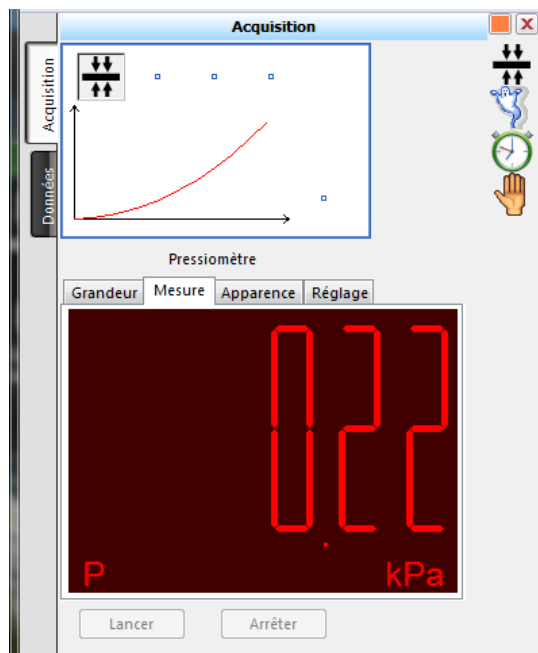 Acquisition
Acquisition
Données
Pressiomètre
Grandeur Mesure Apparence Réglage
0.22
P kPa
Lancer Arrêter